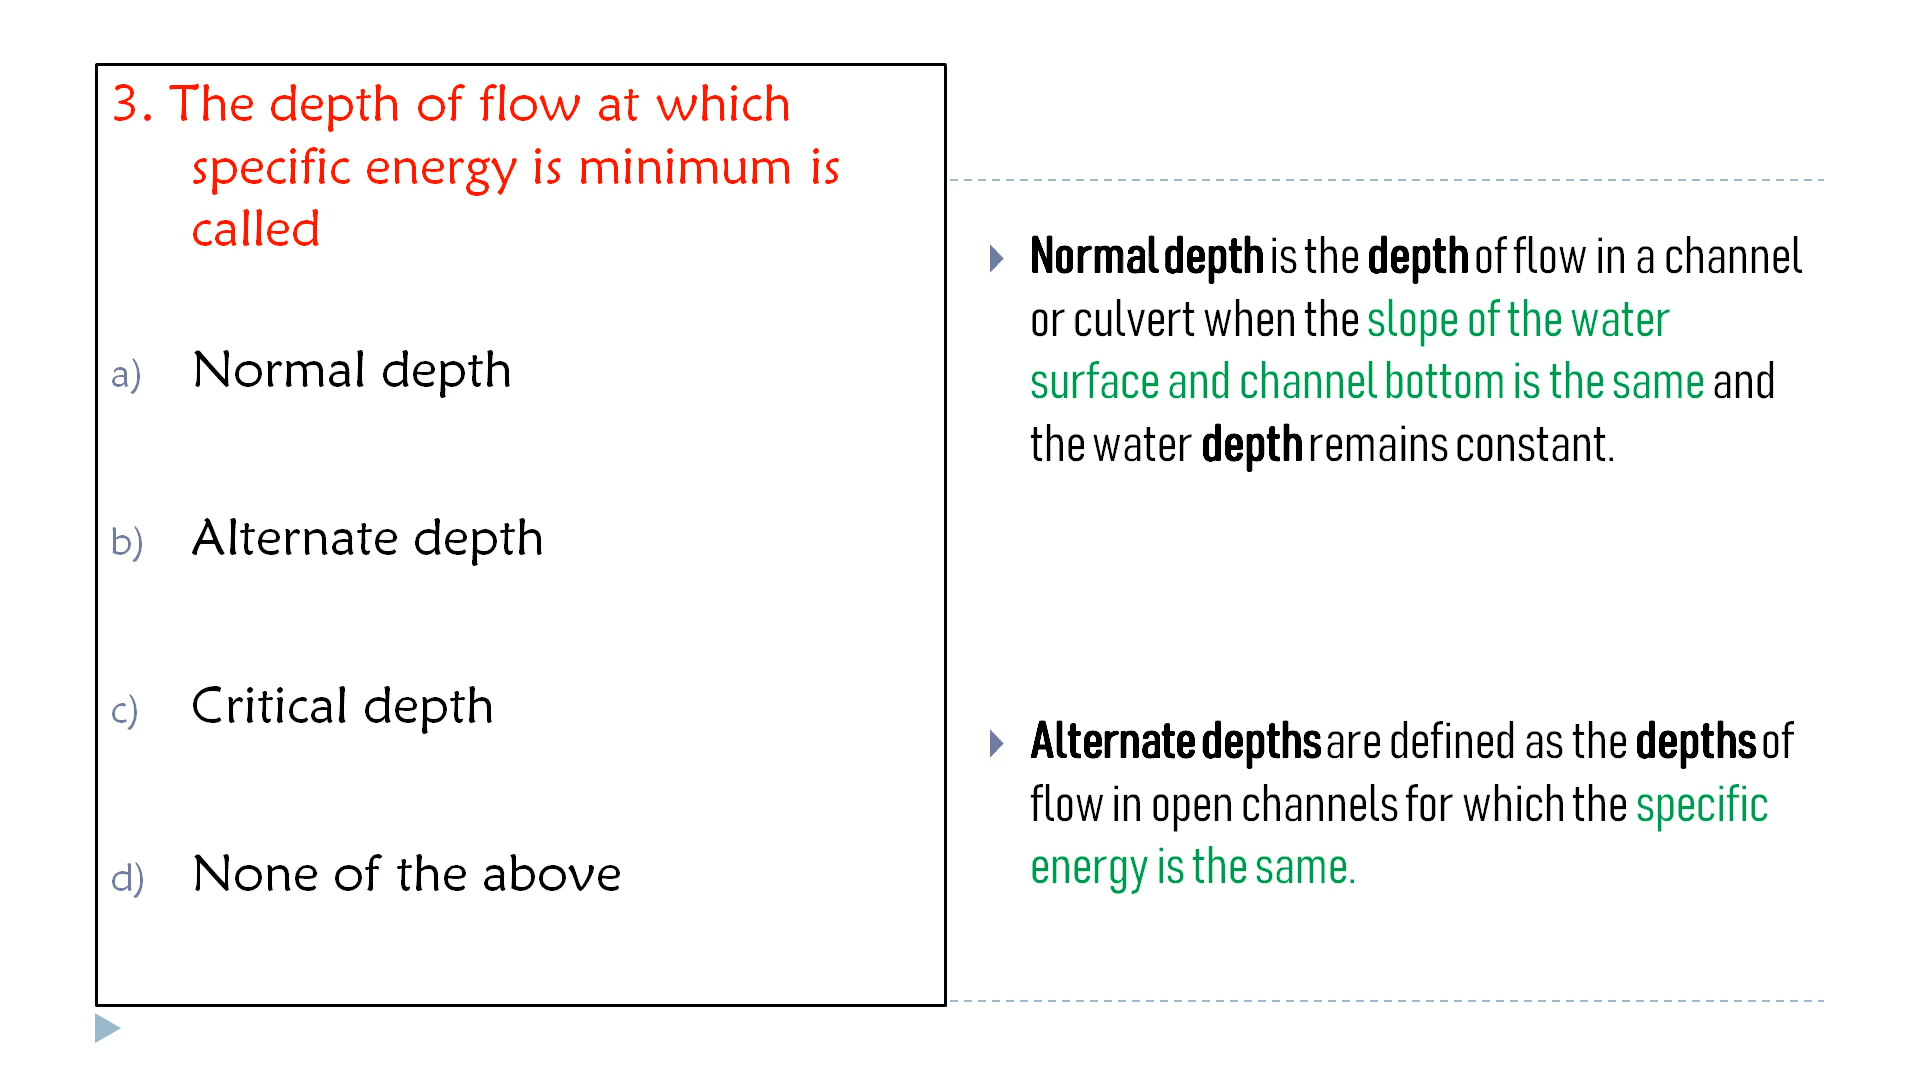 3. The depth of flow at which
specific energy is minimum is
called
a) Normal depth
b) Alternate depth
c) Critical depth
d) None of the above
Normal depth is the depth of flow in a channel
or culvert when the slope of the water
surface and channel bottom is the same and
the water depth remains constant.
Alternate depths are defined as the depths of
flow in open channels for which the specific
energy is the same.